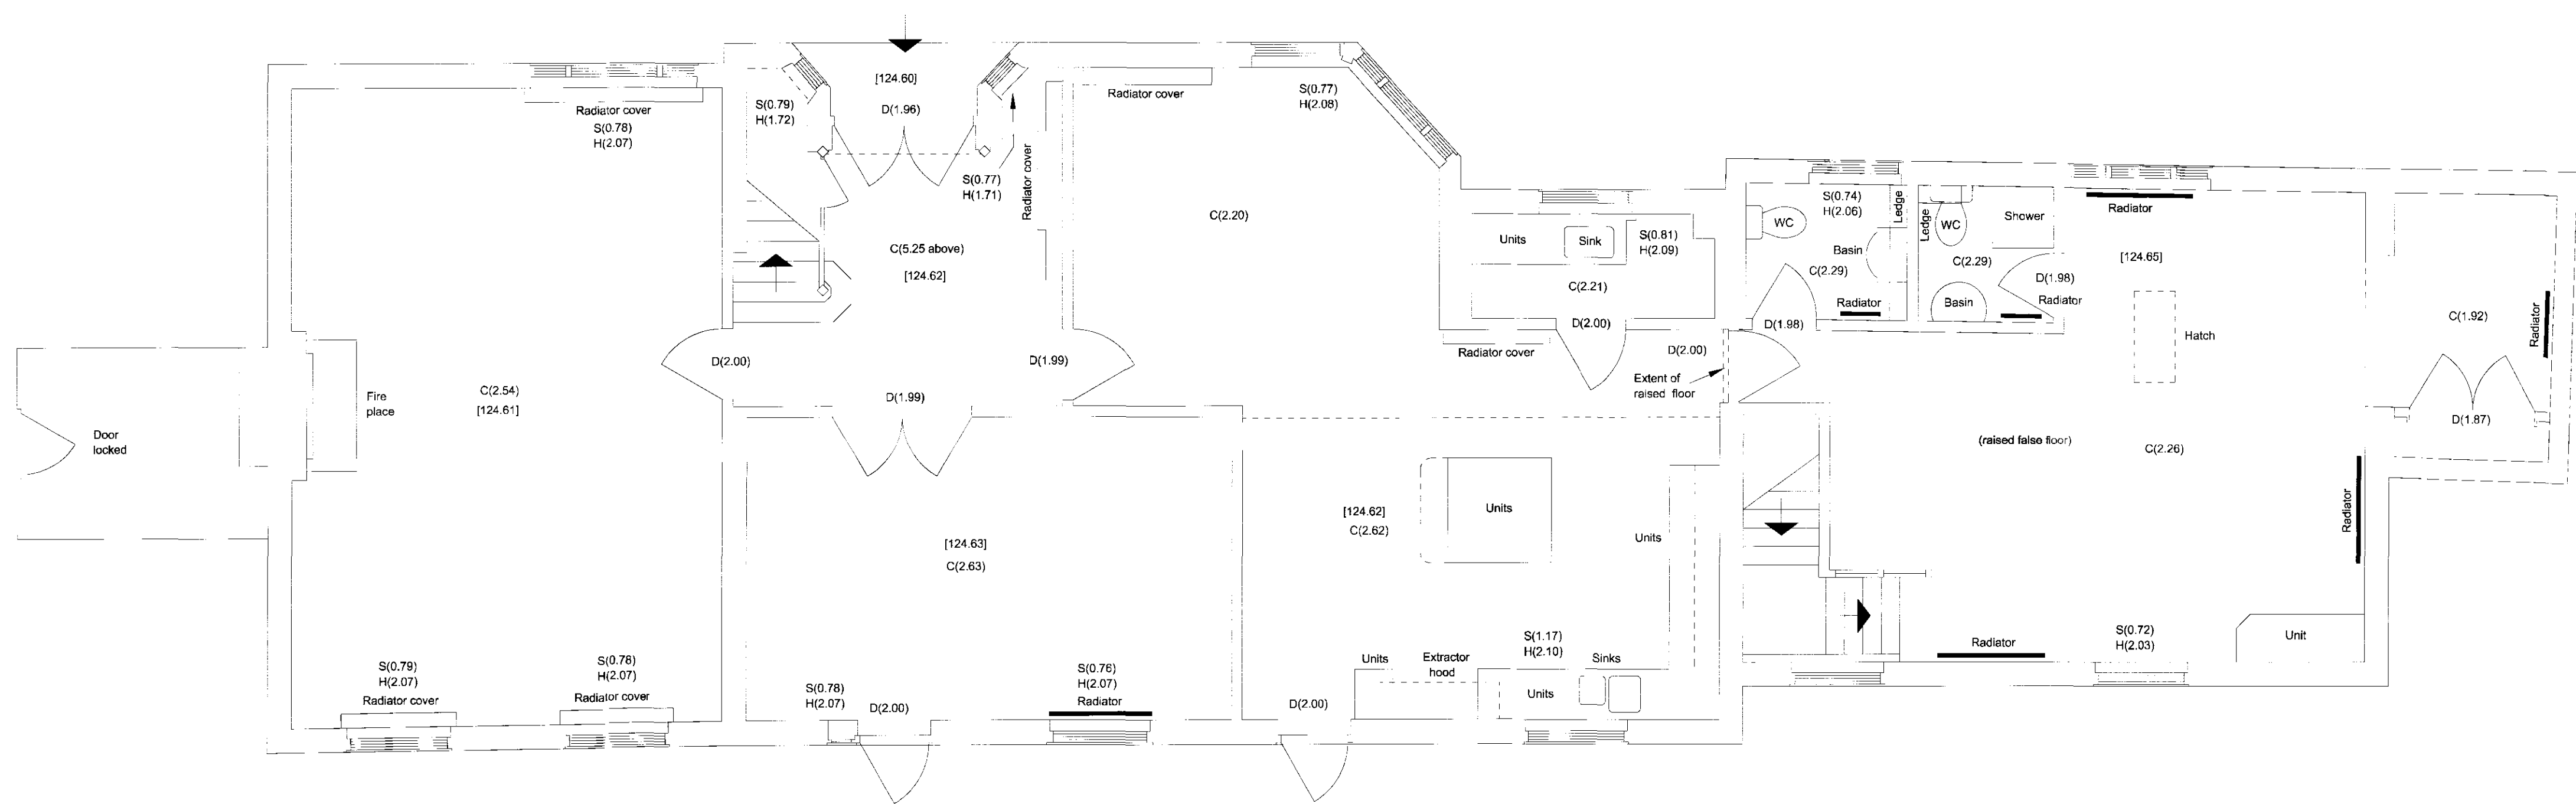 Radiator cover
S(0.78)
H(2.07)
Fire
place
C(2.54)
[124.61]
Door
locked
S(0.79)
H(2.07)
Radiator cover
S(0.78)
H(2.07)
Radiator cover
[124.60]
D(1.96)
S(0.79)
H(1.72)
S(0.77)
H(1.71)
Radiator cover
C(5.25 above)
[124.62]
D(2.00)
D(1.99)
D(1.99)
[124.63]
C(2.63)
S(0.78)
H(2.07)
D(2.00)
S(0.76)
H(2.07)
Radiator
Radiator cover
S(0.77)
H(2.08)
C(2.20)
Units
Sink
S(0.81)
H(2.09)
C(2.21)
D(2.00)
Radiator cover
D(2.00)
Extent of
raised floor
[124.62]
C(2.62)
Units
Units
D(2.00)
Units
Extractor
hood
S(1.17)
H(2.10)
Sinks
Units
WC
S(0.74)
H(2.06)
Ledge
Basin
C(2.29)
Radiator
D(1.98)
Ledge
WC
Shower
C(2.29)
Basin
D(1.98)
Radiator
Radiator
[124.65]
Hatch
(raised false floor)
C(2.26)
Radiator
Radiator
S(0.72)
H(2.03)
Unit
C(1.92)
Radiator
D(1.87)